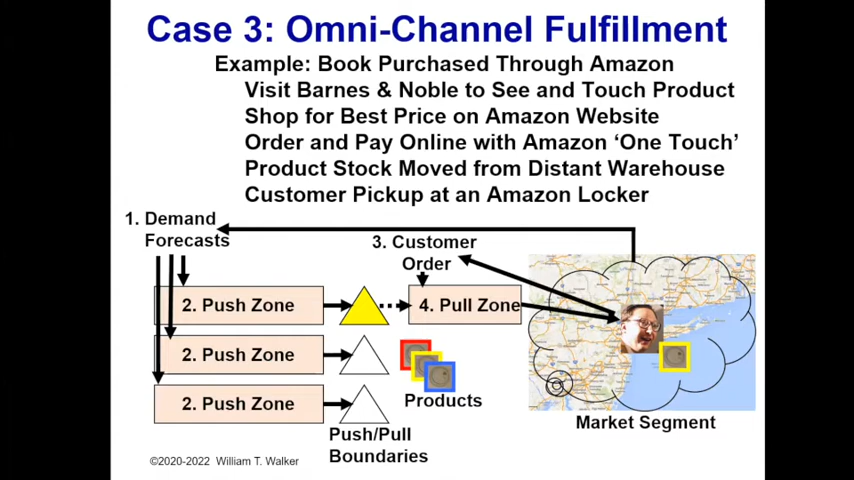 Case 3: Omni-Channel Fulfillment
Example: Book Purchased Through Amazon
Visit Barnes & Noble to See and Touch Product
Shop for Best Price on Amazon Website
Order and Pay Online with Amazon ‘One Touch’
Product Stock Moved from Distant Warehouse
Customer Pickup at an Amazon Locker
1. Demand
Forecasts
3. Customer
Order
2. Push Zone
4. Pull Zone
2. Push Zone
2. Push Zone
Products
Push/Pull
Boundaries
Market Segment
©2020-2022 William T. Walker